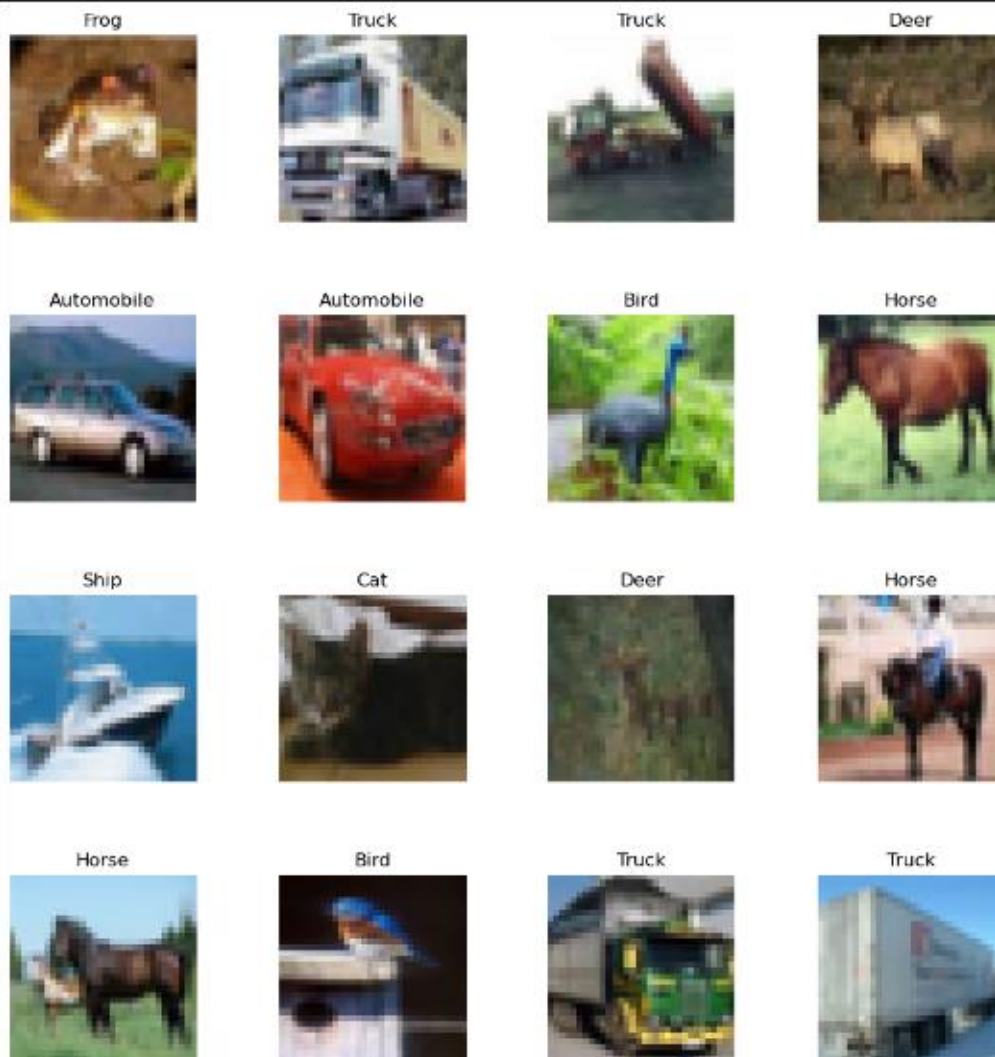 Frog Truck Truck Deer
Automobile Automobile Bird Horse
Ship Cat Deer Horse
Horse Bird Truck Truck